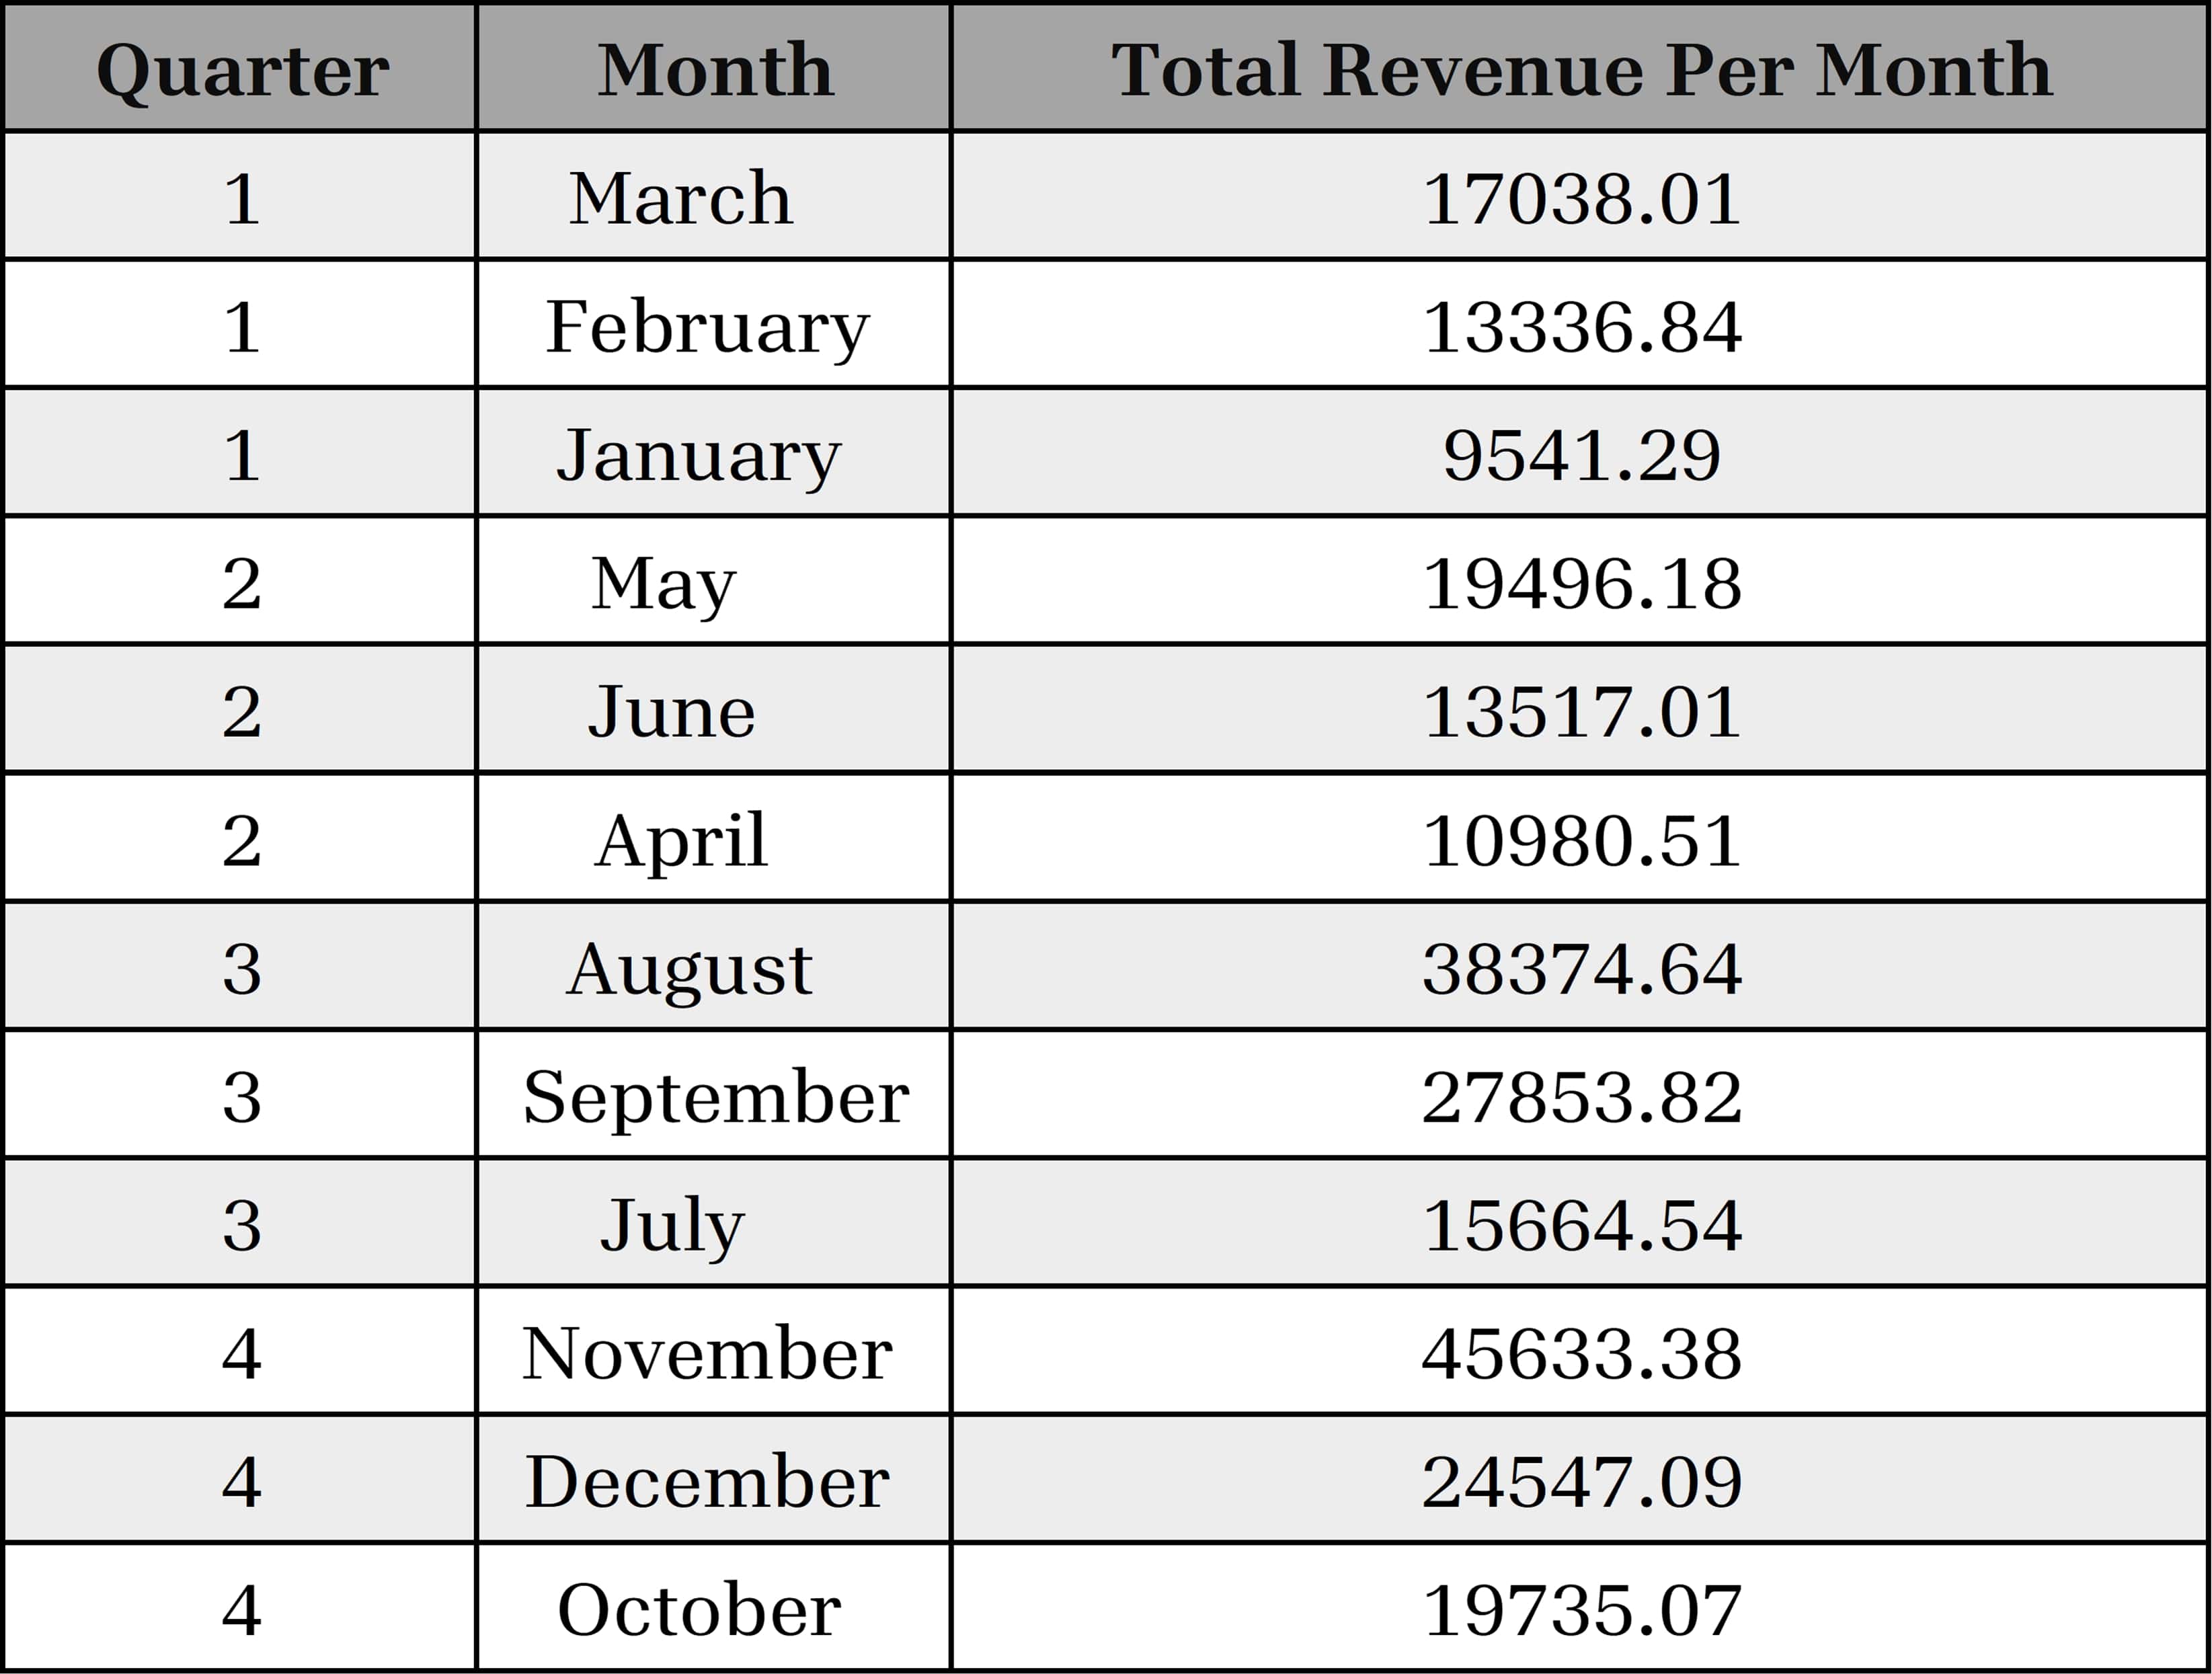 Quarter Month Total Revenue Per Month
1 March 17038.01
1 February 13336.84
1 January 9541.29
2 May 19496.18
2 June 13517.01
2 April 10980.51
3 August 38374.64
3 September 27853.82
3 July 15664.54
4 November 45633.38
4 December 24547.09
4 October 19735.07